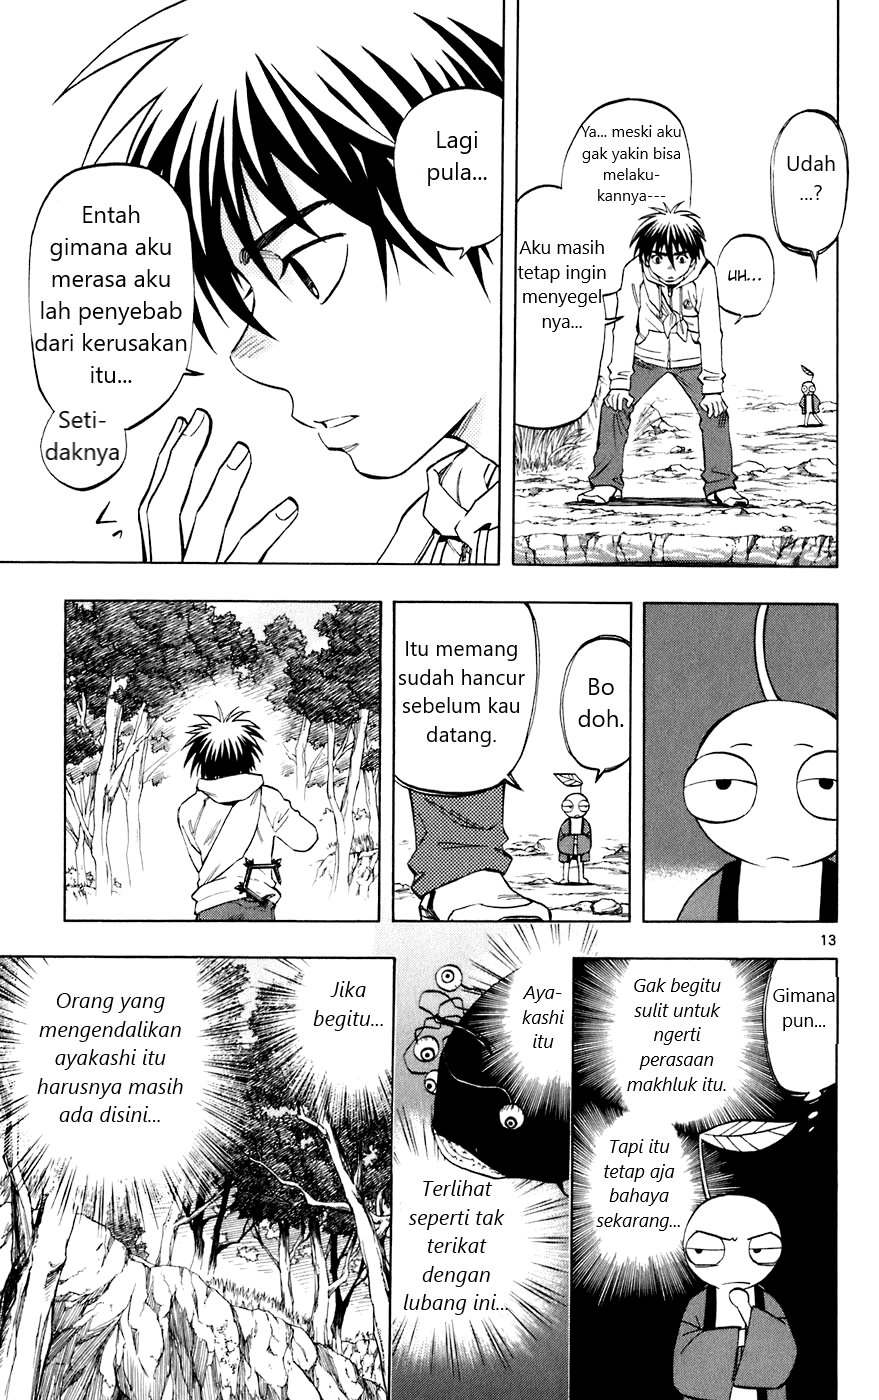 Udah
...?
Ya... meski aku
gak yakin bisa
melaku-
kannya---
uH...
Aku masih
tetap ingin
menyegel
nya...
Lagi
pula...
Entah
gimana aku
merasa aku
lah penyebab
dari kerusakan
itu...
Seti-
daknya
Bo
doh.
Itu memang
sudah hancur
sebelum kau
datang.
13
Gimana
pun...
Gak begitu
sulit untuk
ngerti
perasaan
makhluk itu.
Tapi itu
tetap aja
bahaya
sekarang...
Aya-
kashi
itu
Terlihat
seperti tak
terikat
dengan
lubang ini...
Jika
begitu...
Orang yang
mengendalikan
ayakashi itu
harusnya masih
ada disini...